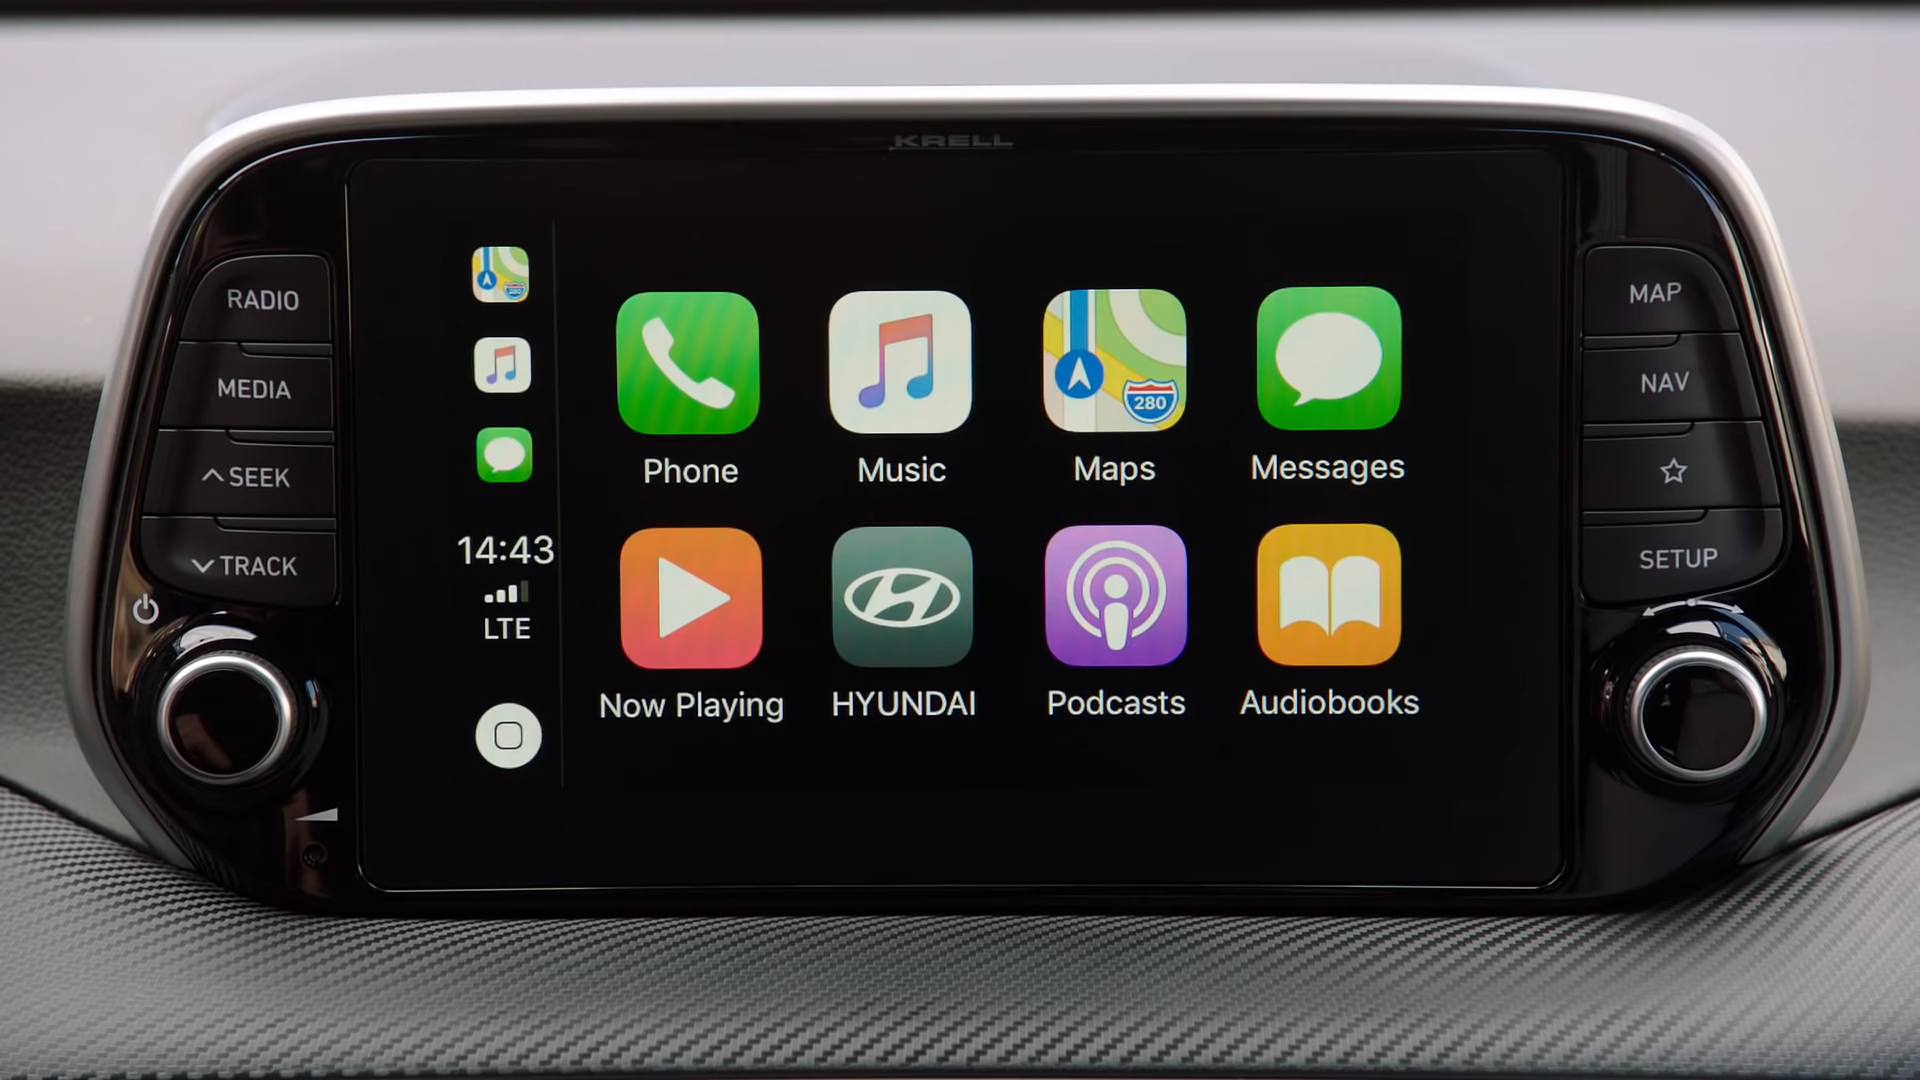 KRELL
RADIO
MEDIA
SEEK
TRACK
280
14:43
LTE
Phone
Music
280
Maps
Messages
Now Playing
HYUNDAI
Podcasts
Audiobooks
MAP
NAV
SETUP